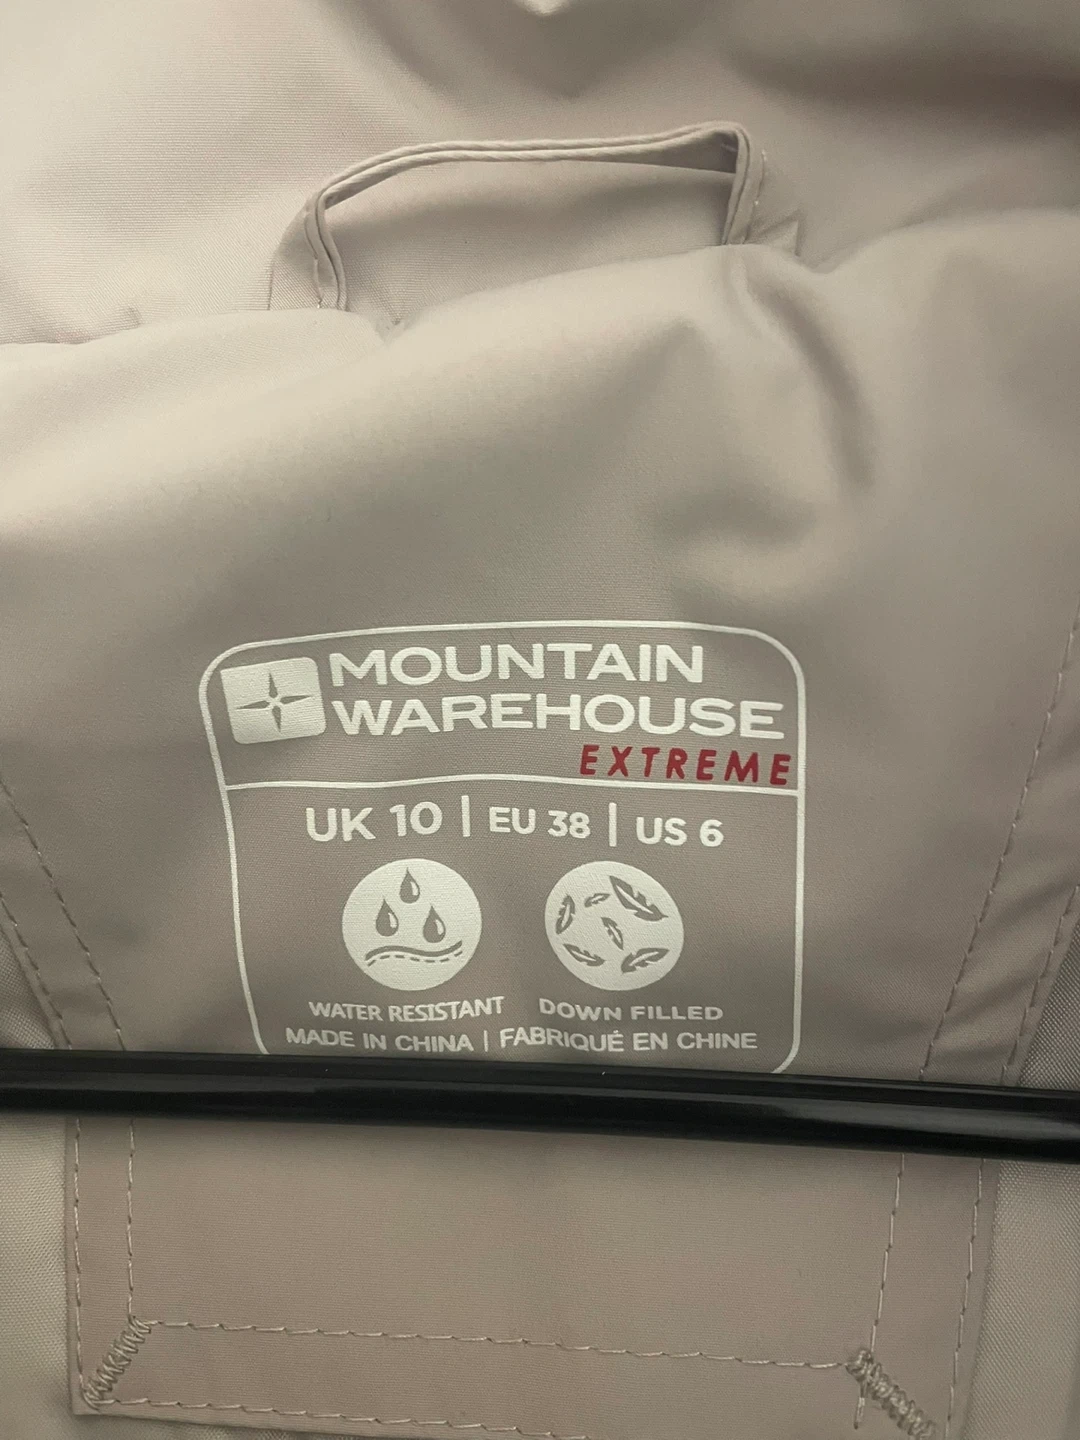 MOUNTAIN
WAREHOUSE
EXTREME
UK 10 | EU 38 | US 6
WATER RESISTANT DOWN FILLED
MADE IN CHINA | FABRIQUÉ EN CHINE